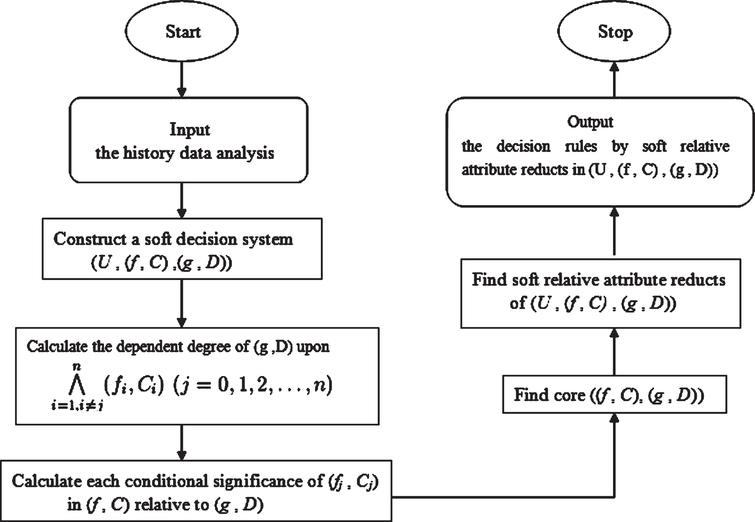 Start
Input
the history data analysis
Construct a soft decision system
(U , (f , C) ,(g , D))
Calculate the dependent degree of (g ,D) upon
n
⋀ (fi, Ci) (j = 0, 1, 2, . . . , n)
i=1,i≠j
Calculate each conditional significance of (fj , Cj)
in (f , C) relative to (g , D)
Find core ((f , C), (g , D))
Find soft relative attribute reducts
of (U , (f , C) , (g , D))
Output
the decision rules by soft relative
attribute reducts in (U , (f , C) , (g , D))
Stop